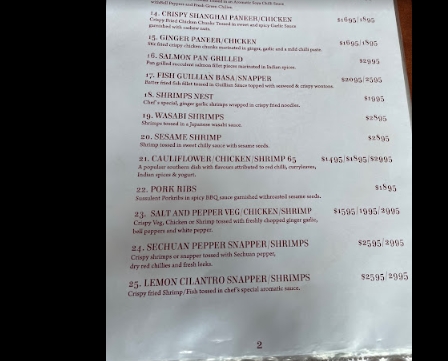 14. CRISPY SHANGHAI PANEER/CHICKEN $1695/1895
Crispy Fried Chicken Chunks Tossed in sweet and spicy Garlic Sauce
garnished with cashew nuts.
15. GINGER PANEER/CHICKEN $1695/1895
Pan fried crispy chicken chunks marinated in ginger, garlic and a mild chilli paste.
16. SALMON PAN GRILLED $2995
Pan grilled succulent salmon fillet pieces marinated in Indian spices.
17. FISH GUILLIAN BASA/SNAPPER $2095/2595
Batter fried fish fillet tossed in Guillian Sauce topped with seaweed & crispy wontons.
18. SHRIMPS NEST $1995
Chef's special, ginger garlic shrimps wrapped in crispy fried noodles.
19. WASABI SHRIMPS $2895
Shrimps tossed in a Japanese wasabi sauce.
20. SESAME SHRIMP $2895
Shrimp tossed in sweet chilly sauce with sesame seeds.
21. CAULIFLOWER/CHICKEN/SHRIMP 65 $1495/$1895/$2995
A popular southern dish with flavours attributed to red chilli, currypinnes,
Indian spices & yogurt.
22. PORK RIBS $1895
Succulent Porkribs in spicy BBQ sauce garnished withroasted sesame seeds.
23. SALT AND PEPPER VEG, CHICKEN/SHRIMP $1595/1995/2995
Crispy Veg, Chicken or Shrimp tossed with freshly chopped ginger garlic,
bell peppers and white pepper.
24. SECHUAN PEPPER SNAPPER/SHRIMPS $2595/2995
Crispy shrimps or snapper tossed with Sechuan pepper,
dry red chillies and fresh leeks.
25. LEMON CILANTRO SNAPPER/SHRIMPS $2595/2995
Crispy fried Shrimp/Fish tossed in chef's special aromatic sauce.
2